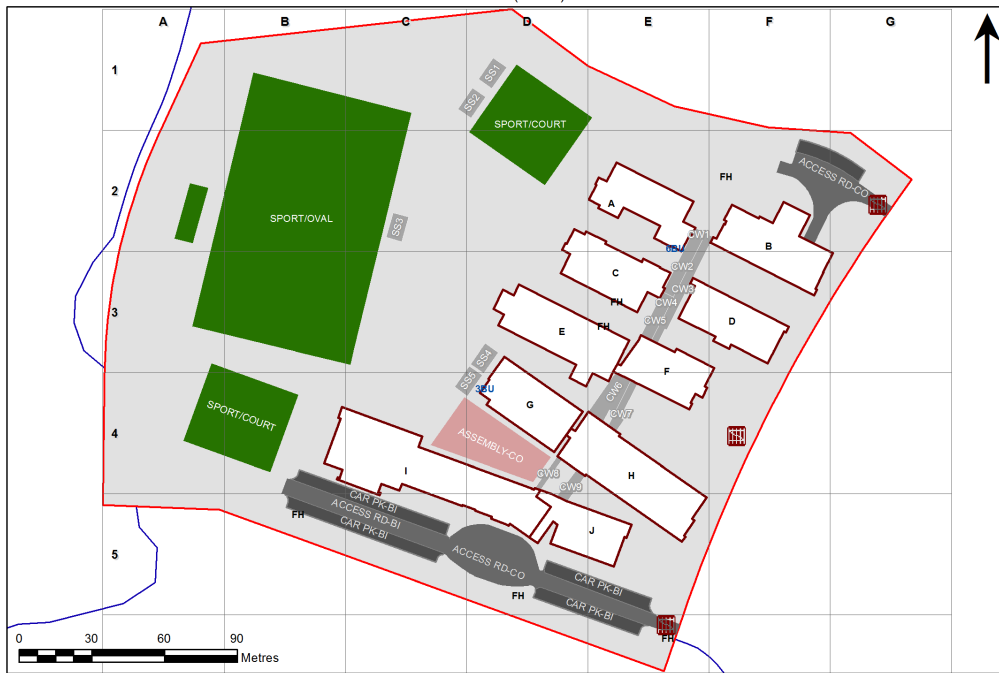 A B C D E F G
1
SS1
SS2
SPORT/COURT
ACCESS RD-CO
2
FH
A
SPORT/OVAL
SS3
CW1
6BU
B
CW2
C
CW3
FH
CW4
3
CW5
D
FH
E
SS4
F
SS5
3BU
CW6
G
SPORT/COURT
CW7
4
ASSEMBLY-CO
I
CW8
H
CW9
CAR PK-BI
ACCESS RD-BI
FH
CAR PK-BI
J
5
ACCESS RD-CO
CAR PK-BI
FH
CAR PK-BI
FH
0 30 60 90
Metres